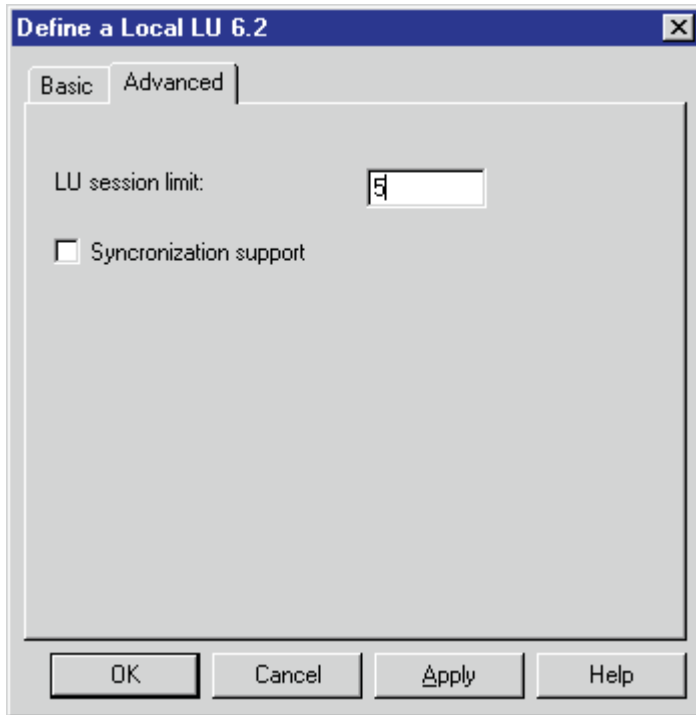 Define a Local LU 6.2
Basic Advanced
LU session limit: 5
Syncronization support
OK Cancel Apply Help